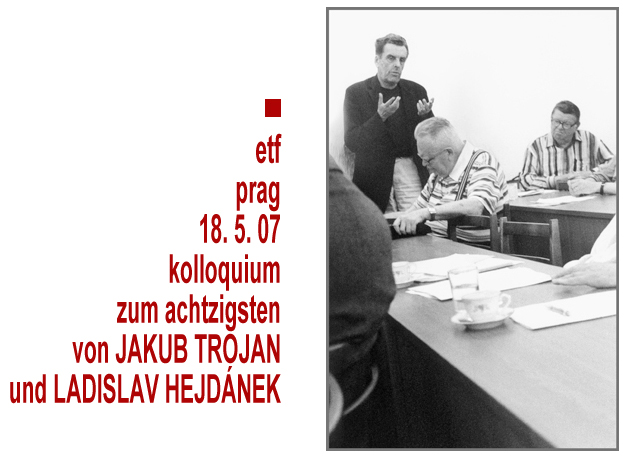 etf
prag
18. 5. 07
kolloquium
zum achtzigsten
von JAKUB TROJAN
und LADISLAV HEJDÁNEK